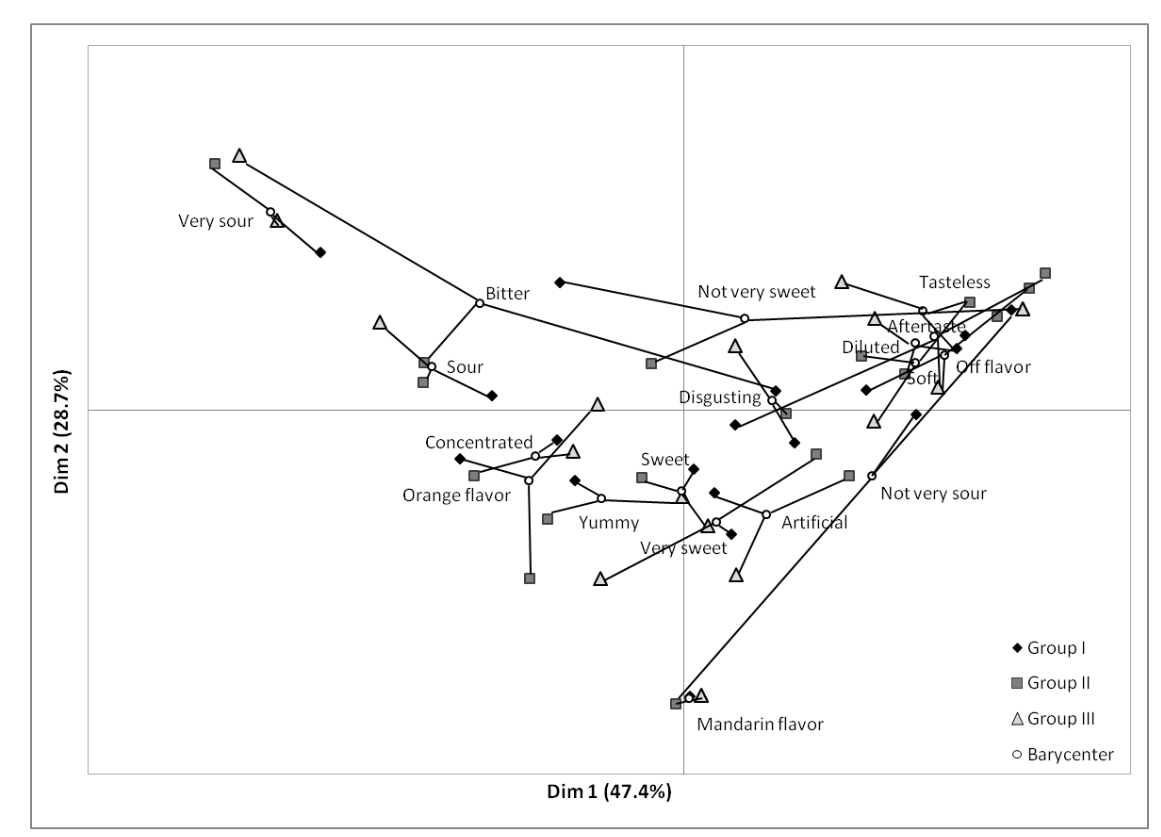 Very sour
Bitter
Not very sweet
Tasteless
Aftertaste
Diluted
Sour
Soft
Off flavor
Disgusting
Concentrated
Sweet
Orange flavor
Not very sour
Yummy
Artificial
Very sweet
Mandarin flavor
Group I
Group II
Group III
Barycenter
Dim 1 (47.4%)
Dim 2 (28.7%)